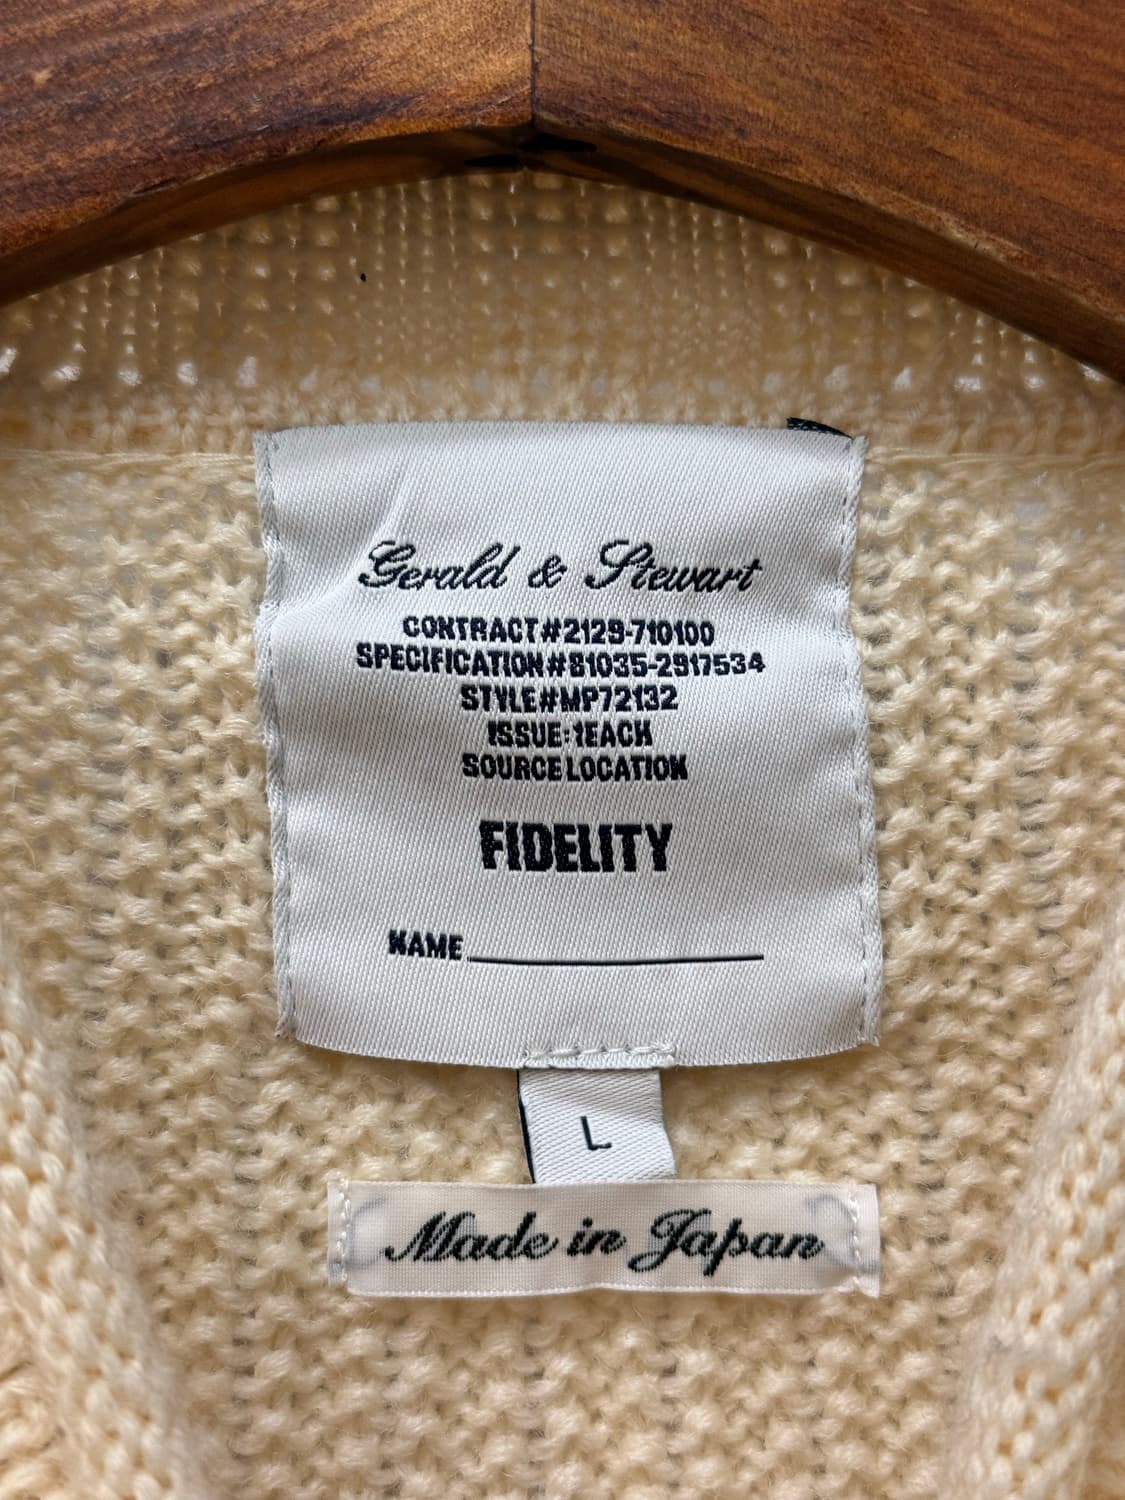 Gerald & Stewart
CONTRACT#2129-710100
SPECIFICATION#81035-2917534
STYLE#MP72132
ISSUE:1EACH
SOURCE LOCATION
FIDELITY
NAME
L
Made in Japan